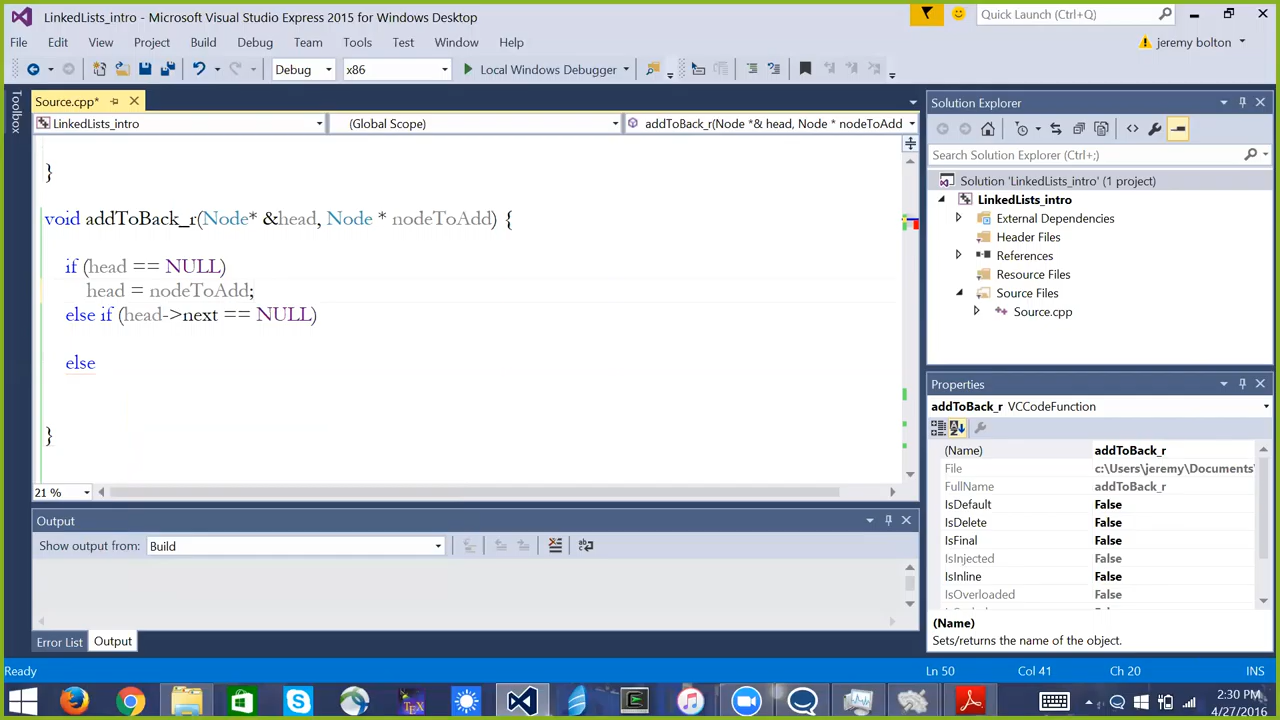 LinkedLists_intro - Microsoft Visual Studio Express 2015 for Windows Desktop
Quick Launch (Ctrl+Q)
File Edit View Project Build Debug Team Tools Test Window Help
jeremy bolton
Debug x86 Local Windows Debugger
Toolbox
Source.cpp*
LinkedLists_intro (Global Scope) addToBack_r(Node *& head, Node * nodeToAdd)
}
void addToBack_r(Node* &head, Node * nodeToAdd) {
if (head == NULL)
head = nodeToAdd;
else if (head->next == NULL)
else
}
21 %
Output
Show output from: Build
Error List Output
Solution Explorer
Search Solution Explorer (Ctrl+;)
Solution 'LinkedLists_intro' (1 project)
LinkedLists_intro
External Dependencies
Header Files
References
Resource Files
Source Files
Source.cpp
Properties
addToBack_r VCCodeFunction
(Name) addToBack_r
File c:\Users\jeremy\Documents\
FullName addToBack_r
IsDefault False
IsDelete False
IsFinal True
IsInjected False
IsInline False
IsOverloaded False
(Name)
Sets/returns the name of the object.
Ready Ln 50 Col 41 Ch 20 INS
2:30 PM
4/27/2016